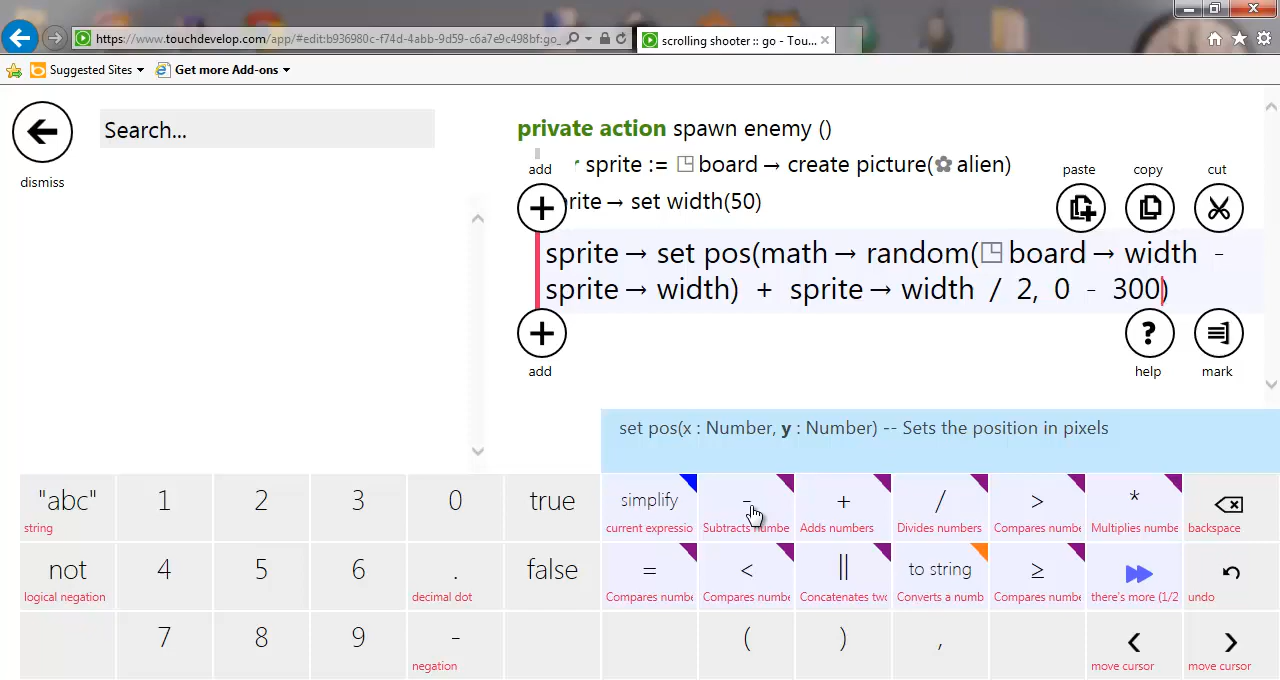 https://www.touchdevelop.com/app/#edit:b936980c-f74d-4abb-9d59-c6a7e9c498bf:go_
scrolling shooter :: go - Tou...
Suggested Sites
Get more Add-ons
Search...
dismiss
private action spawn enemy ()
r sprite := board → create picture(alien)
rite → set width(50)
sprite → set pos(math → random(board → width -
sprite → width) + sprite → width / 2, 0 - 300)
add
add
paste
copy
cut
?
help
mark
set pos(x : Number, y : Number) -- Sets the position in pixels
"abc" 1 2 3 0 true simplify - + / > *
string current expressio Subtracts numbe Adds numbers Divides numbers Compares numbe Multiplies numbe backspace
not 4 5 6 . false = < || to string ≥
logical negation decimal dot Compares numbe Compares numbe Concatenates twc Converts a numb Compares numbe there's more (1/2 undo
7 8 9 - ( ) , ‹ ›
negation move cursor move cursor